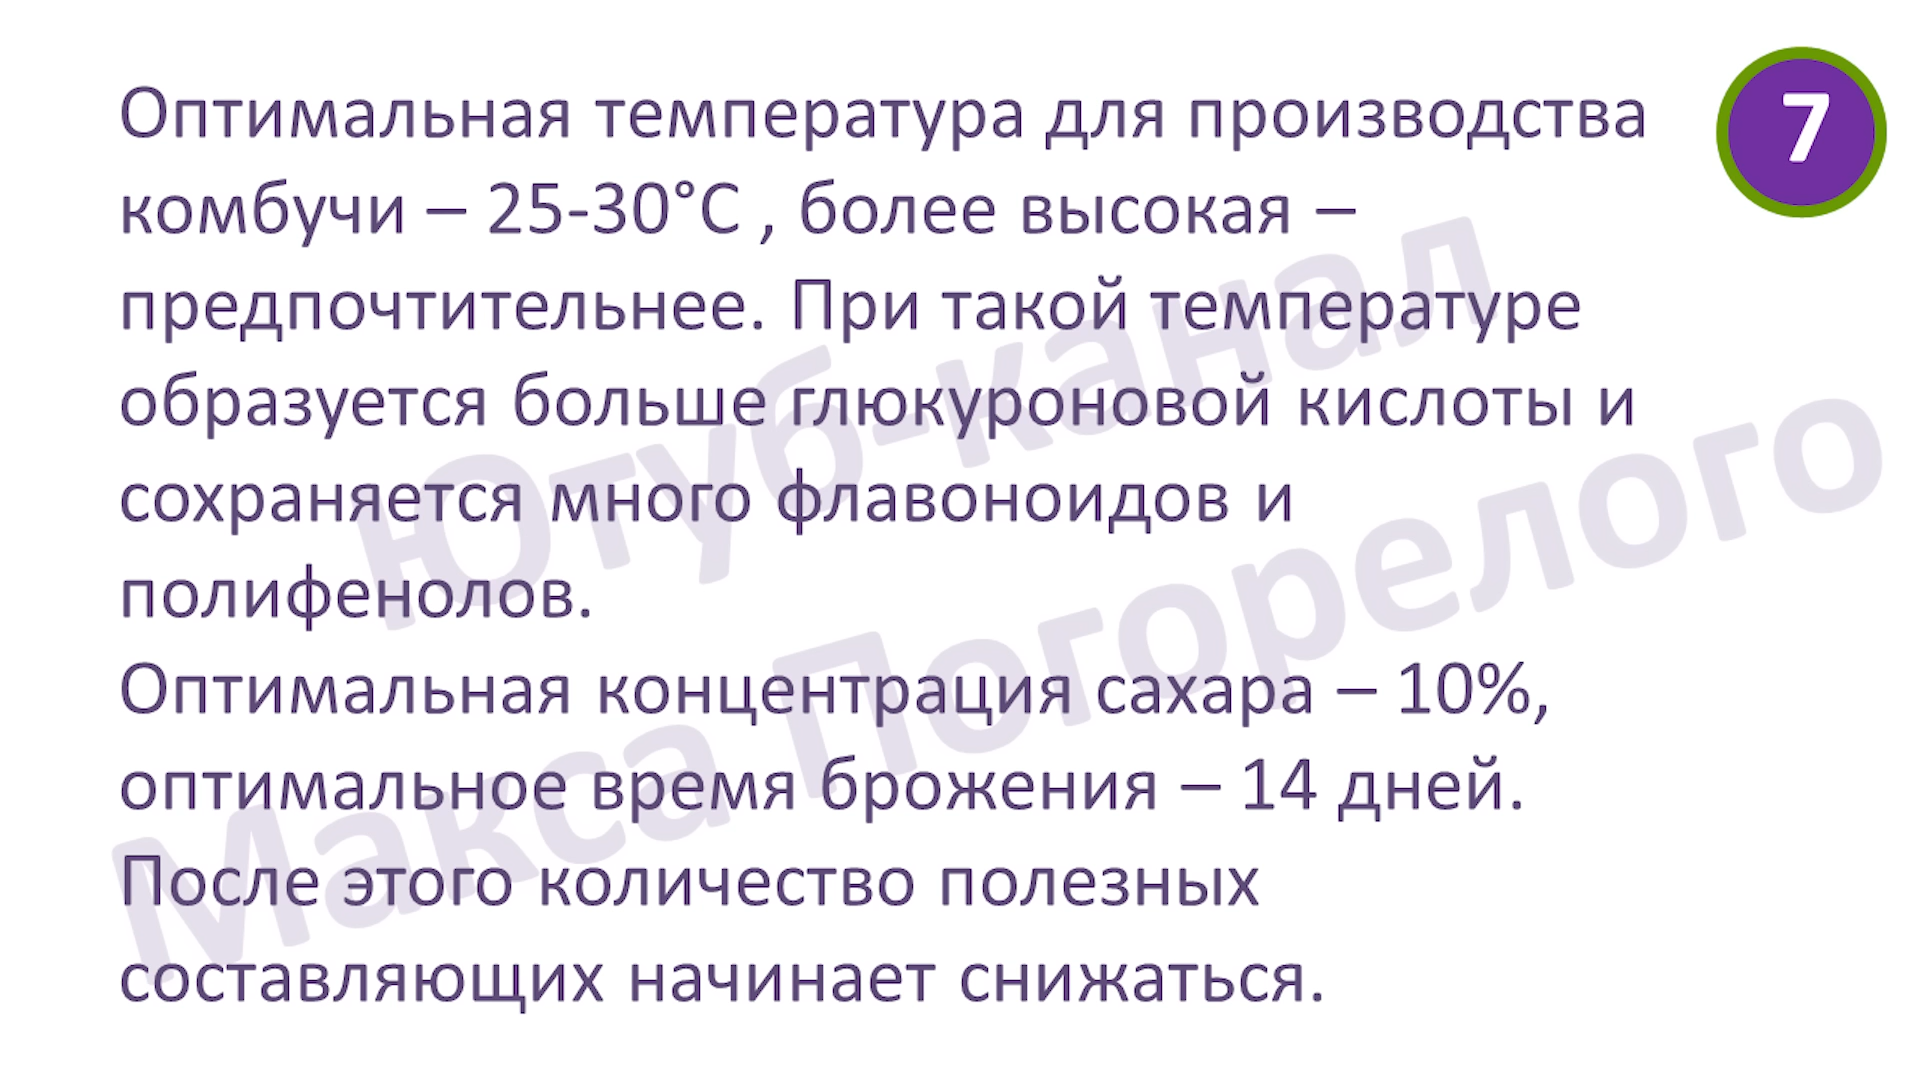 Оптимальная температура для производства
7
комбучи – 25-30°С , более высокая –
предпочтительнее. При такой температуре
образуется больше глюкуроновой кислоты и
сохраняется много флавоноидов и
полифенолов.
Оптимальная концентрация сахара – 10%,
оптимальное время брожения – 14 дней.
После этого количество полезных
составляющих начинает снижаться.
Ютуб-канал
Макса Погорелого